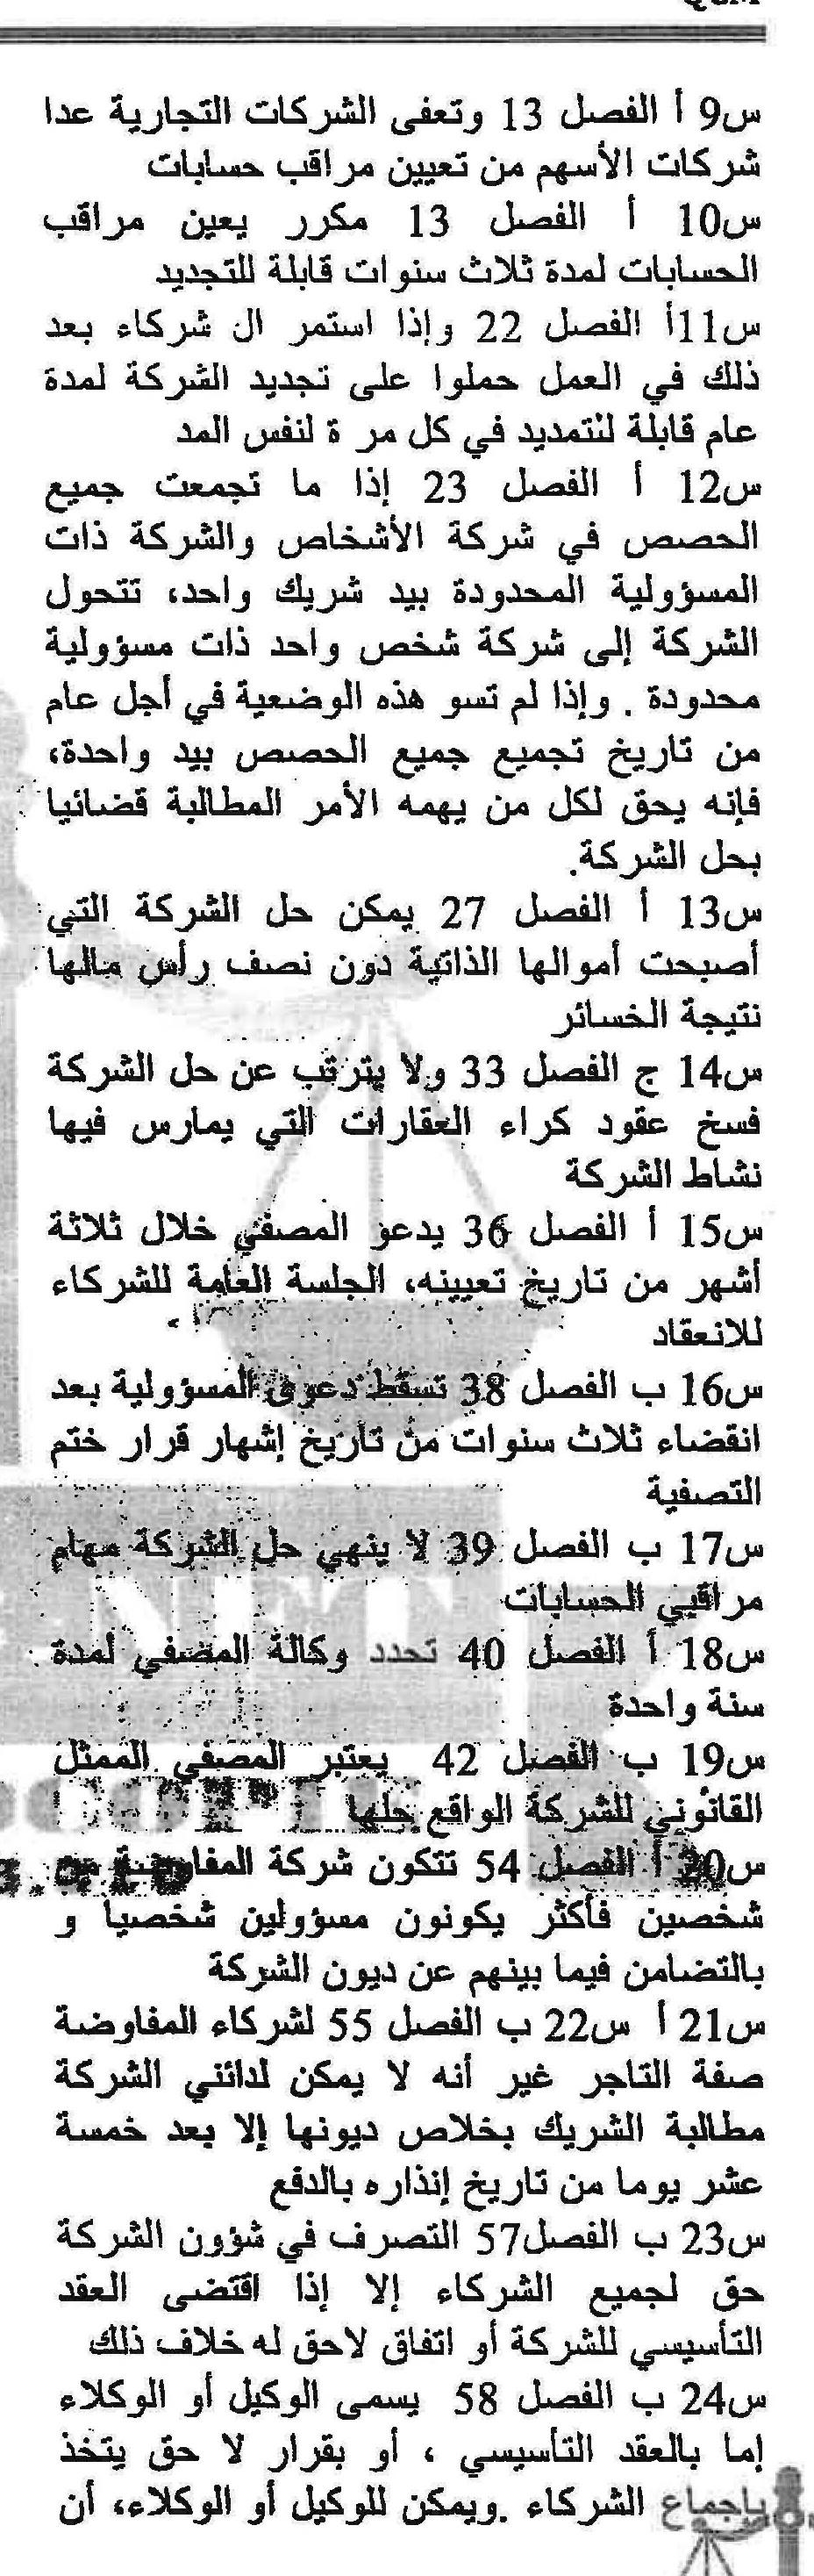 س9 أ الفصل 13 وتعفى الشركات التجارية عدا
شركات الأسهم من تعيين مراقب حسابات
س10 أ الفصل 13 مكرر يعين مراقب
الحسابات لمدة ثلاث سنوات قابلة للتجديد
س11أ الفصل 22 وإذا استمر ال شركاء بعد
ذلك في العمل حملوا على تجديد الشركة لمدة
عام قابلة للتمديد في كل مر ة لنفس المد
س12 أ الفصل 23 إذا ما تجمعت جميع
الحصص في شركة الأشخاص والشركة ذات
المسؤولية المحدودة بيد شريك واحد، تتحول
الشركة إلى شركة شخص واحد ذات مسؤولية
محدودة . وإذا لم تسو هذه الوضعية في أجل عام
من تاريخ تجميع جميع الحصص بيد واحدة،
فإنه يحق لكل من يهمه الأمر المطالبة قضائيا
بحل الشركة.
س13 أ الفصل 27 يمكن حل الشركة التي
أصبحت أموالها الذاتية دون نصف رأس مالها
نتيجة الخسائر
س14 ج الفصل 33 ولا يترتب عن حل الشركة
فسخ عقود كراء العقارات التي يمارس فيها
نشاط الشركة
س15 أ الفصل 36 يدعو المصفي خلال ثلاثة
أشهر من تاريخ تعيينه، الجلسة العامة للشركاء
للانعقاد
س16 ب الفصل 38 تسقط دعوى المسؤولية بعد
انقضاء ثلاث سنوات من تاريخ إشهار قرار ختم
التصفية
س17 ب الفصل 39 لا ينهي حل الشركة مهام
مراقبي الحسابات
س18 أ الفصل 40 تحدد وكالة المصفي لمدة
سنة واحدة
س19 ب الفصل 42 يعتبر المصفي الممثل
القانوني للشركة الواقع حلها
س20 أ الفصل 54 تتكون شركة المفاوضة من
شخصين فأكثر يكونون مسؤولين شخصيا و
بالتضامن فيما بينهم عن ديون الشركة
س21 أ س22 ب الفصل 55 لشركاء المفاوضة
صفة التاجر غير أنه لا يمكن لدائني الشركة
مطالبة الشريك بخلاص ديونها إلا بعد خمسة
عشر يوما من تاريخ إنذاره بالدفع
س23 ب الفصل57 التصرف في شؤون الشركة
حق لجميع الشركاء إلا إذا اقتضى العقد
التأسيسي للشركة أو اتفاق لاحق له خلاف ذلك
س24 ب الفصل 58 يسمى الوكيل أو الوكلاء
إما بالعقد التأسيسي ، أو بقرار لا حق يتخذ
بإجماع الشركاء .ويمكن للوكيل أو الوكلاء، أن